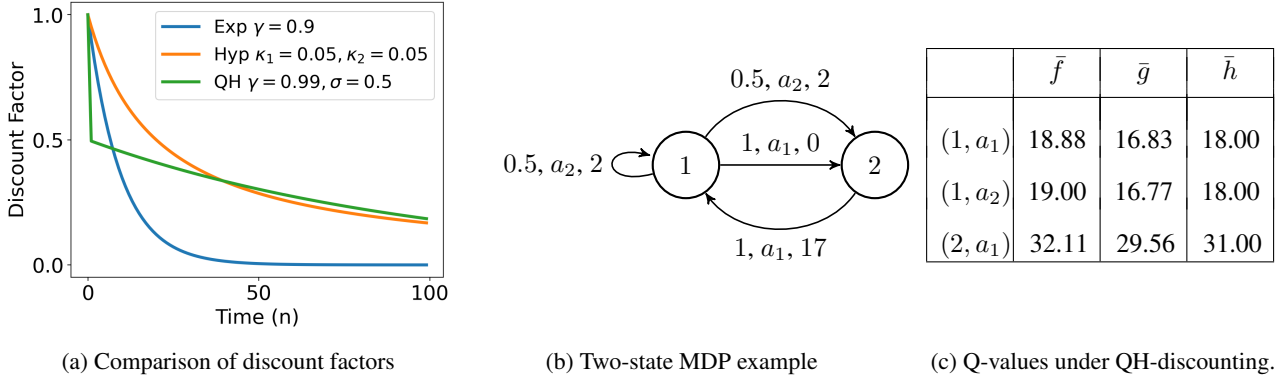 1.0
0.5
0.0
Discount Factor
0
50
100
Time (n)
Exp γ = 0.9
Hyp κ₁ = 0.05, κ₂ = 0.05
QH γ = 0.99, σ = 0.5
(a) Comparison of discount factors
0.5, a₂, 2
1, a₁, 0
0.5, a₂, 2
1
2
1, a₁, 17
(b) Two-state MDP example
f̄ ḡ h̄
(1, a₁) 18.88 16.83 18.00
(1, a₂) 19.00 16.77 18.00
(2, a₁) 32.11 29.56 31.00
(c) Q-values under QH-discounting.